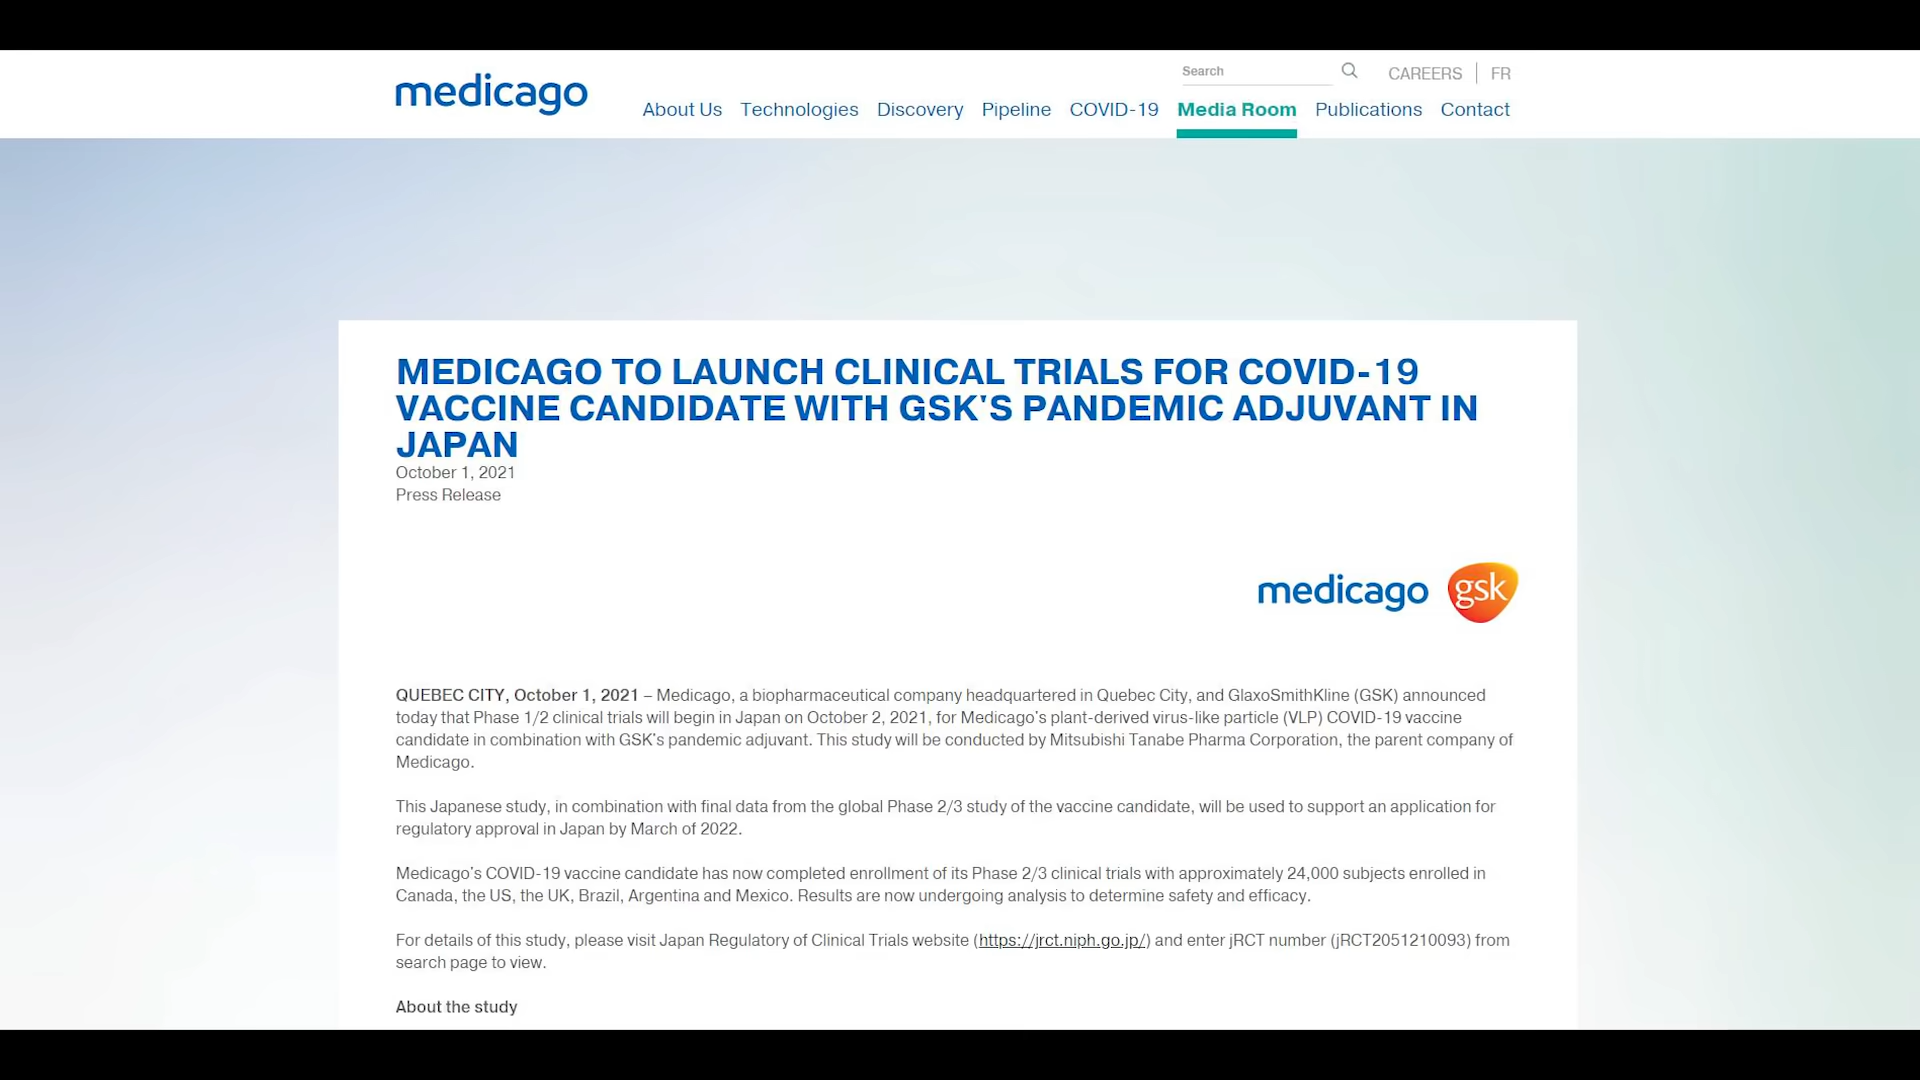 medicago
Search
CAREERS | FR
About Us Technologies Discovery Pipeline COVID-19 Media Room Publications Contact
MEDICAGO TO LAUNCH CLINICAL TRIALS FOR COVID-19
VACCINE CANDIDATE WITH GSK'S PANDEMIC ADJUVANT IN
JAPAN
October 1, 2021
Press Release
medicago gsk
QUEBEC CITY, October 1, 2021 – Medicago, a biopharmaceutical company headquartered in Quebec City, and GlaxoSmithKline (GSK) announced
today that Phase 1/2 clinical trials will begin in Japan on October 2, 2021, for Medicago's plant-derived virus-like particle (VLP) COVID-19 vaccine
candidate in combination with GSK's pandemic adjuvant. This study will be conducted by Mitsubishi Tanabe Pharma Corporation, the parent company of
Medicago.
This Japanese study, in combination with final data from the global Phase 2/3 study of the vaccine candidate, will be used to support an application for
regulatory approval in Japan by March of 2022.
Medicago's COVID-19 vaccine candidate has now completed enrollment of its Phase 2/3 clinical trials with approximately 24,000 subjects enrolled in
Canada, the US, the UK, Brazil, Argentina and Mexico. Results are now undergoing analysis to determine safety and efficacy.
For details of this study, please visit Japan Regulatory of Clinical Trials website (https://jrct.niph.go.jp/) and enter jRCT number (jRCT2051210093) from
search page to view.
About the study